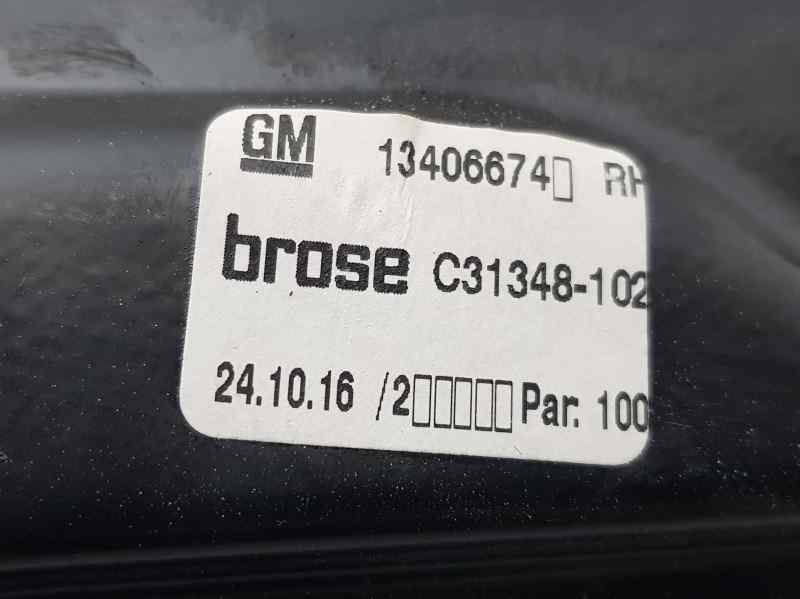 GM 13406674▯ RH
brose C31348-102
24.10.16 /2▯▯▯▯▯ Par. 100